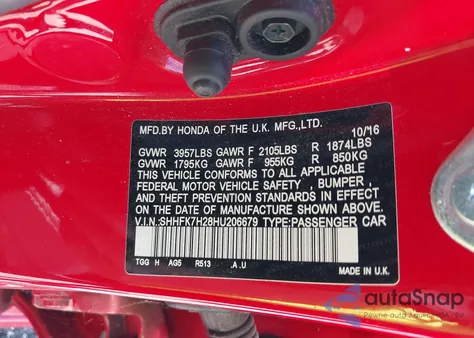 MFD.BY HONDA OF THE U.K. MFG.,LTD.
10/16
GVWR 3957LBS GAWR F 2105LBS R 1874LBS
GVWR 1795KG GAWR F 955KG R 850KG
THIS VEHICLE CONFORMS TO ALL APPLICABLE
FEDERAL MOTOR VEHICLE SAFETY , BUMPER ,
AND THEFT PREVENTION STANDARDS IN EFFECT
ON THE DATE OF MANUFACTURE SHOWN ABOVE.
V.I.N.:SHHFK7H28HU206679 TYPE:PASSENGER CAR
TGG H AG5 R513 ,A ,U
MADE IN U.K.
autoSnap